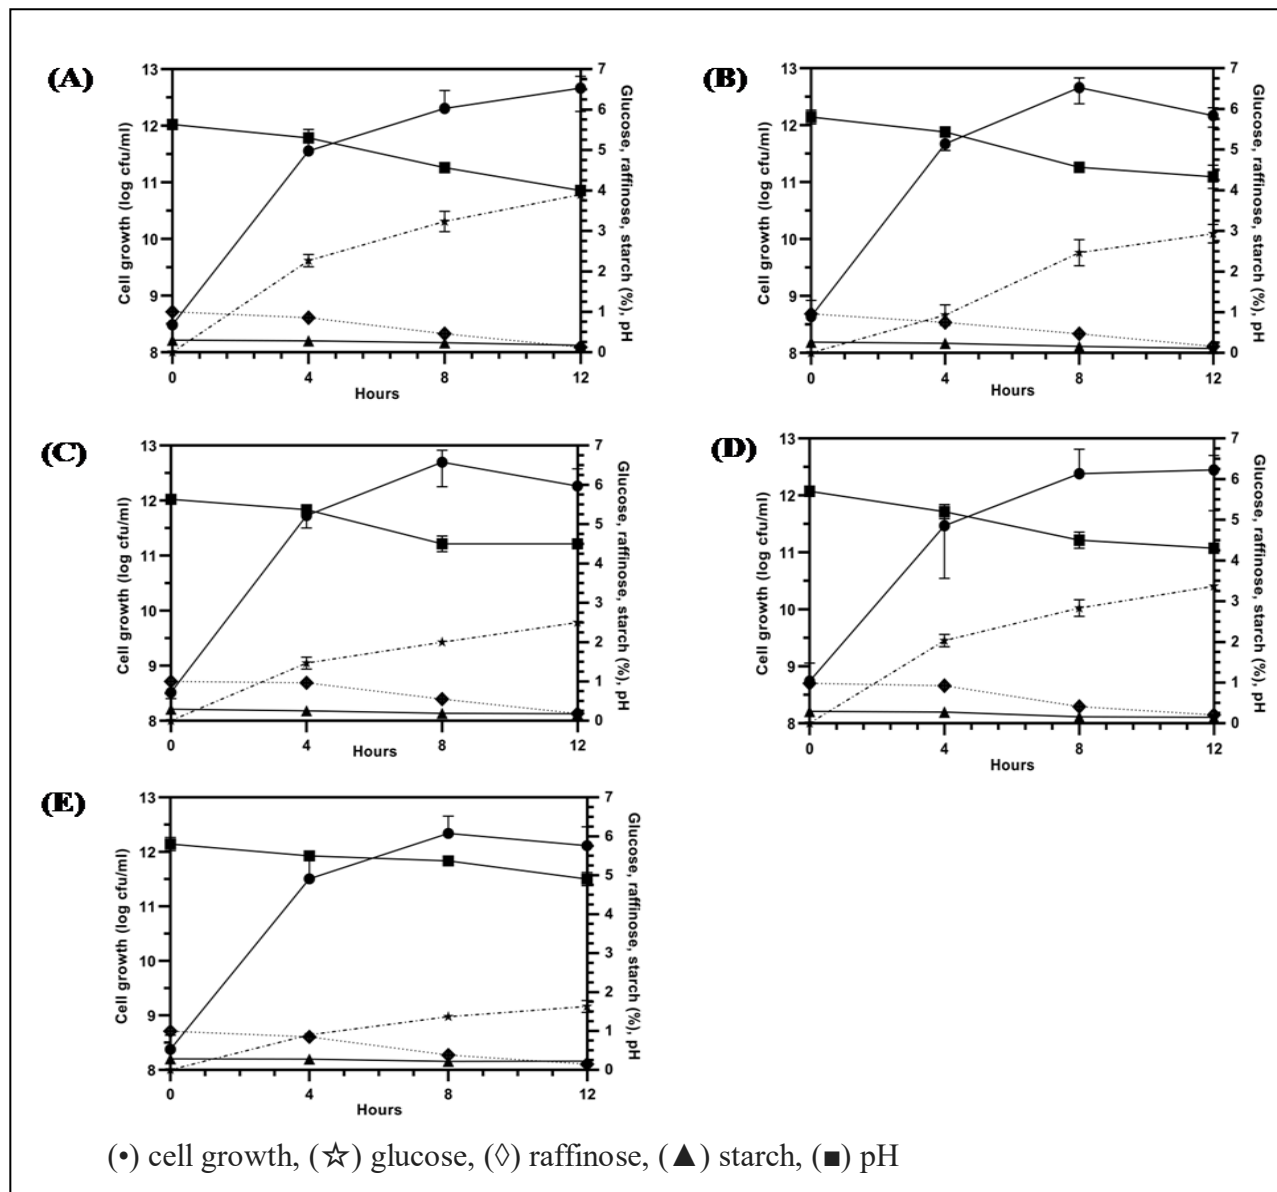 (A)
13
12
11
10
9
8
Cell growth (log cfu/ml)
7
6
5
4
3
2
1
0
Glucose, raffinose, starch (%), pH
0 4 8 12
Hours
(B)
13
12
11
10
9
8
Cell growth (log cfu/ml)
7
6
5
4
3
2
1
0
Glucose, raffinose, starch (%), pH
0 4 8 12
Hours
(C)
13
12
11
10
9
8
Cell growth (log cfu/ml)
7
6
5
4
3
2
1
0
Glucose, raffinose, starch (%), pH
0 4 8 12
Hours
(D)
13
12
11
10
9
8
Cell growth (log cfu/ml)
7
6
5
4
3
2
1
0
Glucose, raffinose, starch (%), pH
0 4 8 12
Hours
(E)
13
12
11
10
9
8
Cell growth (log cfu/ml)
7
6
5
4
3
2
1
0
Glucose, raffinose, starch (%), pH
0 4 8 12
Hours
(•) cell growth, (☆) glucose, (◊) raffinose, (▲) starch, (■) pH